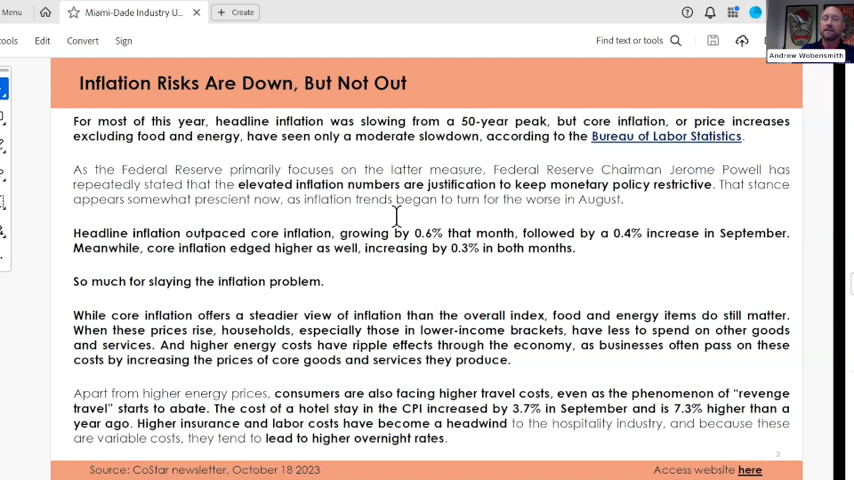 Menu
Miami-Dade Industry U...
Create
Andrew Wobensmith
ools
Edit
Convert
Sign
Find text or tools
Inflation Risks Are Down, But Not Out
For most of this year, headline inflation was slowing from a 50-year peak, but core inflation, or price increases
excluding food and energy, have seen only a moderate slowdown, according to the Bureau of Labor Statistics.
As the Federal Reserve primarily focuses on the latter measure, Federal Reserve Chairman Jerome Powell has
repeatedly stated that the elevated inflation numbers are justification to keep monetary policy restrictive. That stance
appears somewhat prescient now, as inflation trends began to turn for the worse in August.
Headline inflation outpaced core inflation, growing by 0.6% that month, followed by a 0.4% increase in September.
Meanwhile, core inflation edged higher as well, increasing by 0.3% in both months.
So much for slaying the inflation problem.
While core inflation offers a steadier view of inflation than the overall index, food and energy items do still matter.
When these prices rise, households, especially those in lower-income brackets, have less to spend on other goods
and services. And higher energy costs have ripple effects through the economy, as businesses often pass on these
costs by increasing the prices of core goods and services they produce.
Apart from higher energy prices, consumers are also facing higher travel costs, even as the phenomenon of “revenge
travel” starts to abate. The cost of a hotel stay in the CPI increased by 3.7% in September and is 7.3% higher than a
year ago. Higher insurance and labor costs have become a headwind to the hospitality industry, and because these
are variable costs, they tend to lead to higher overnight rates.
2
Source: CoStar newsletter, October 18 2023
Access website here